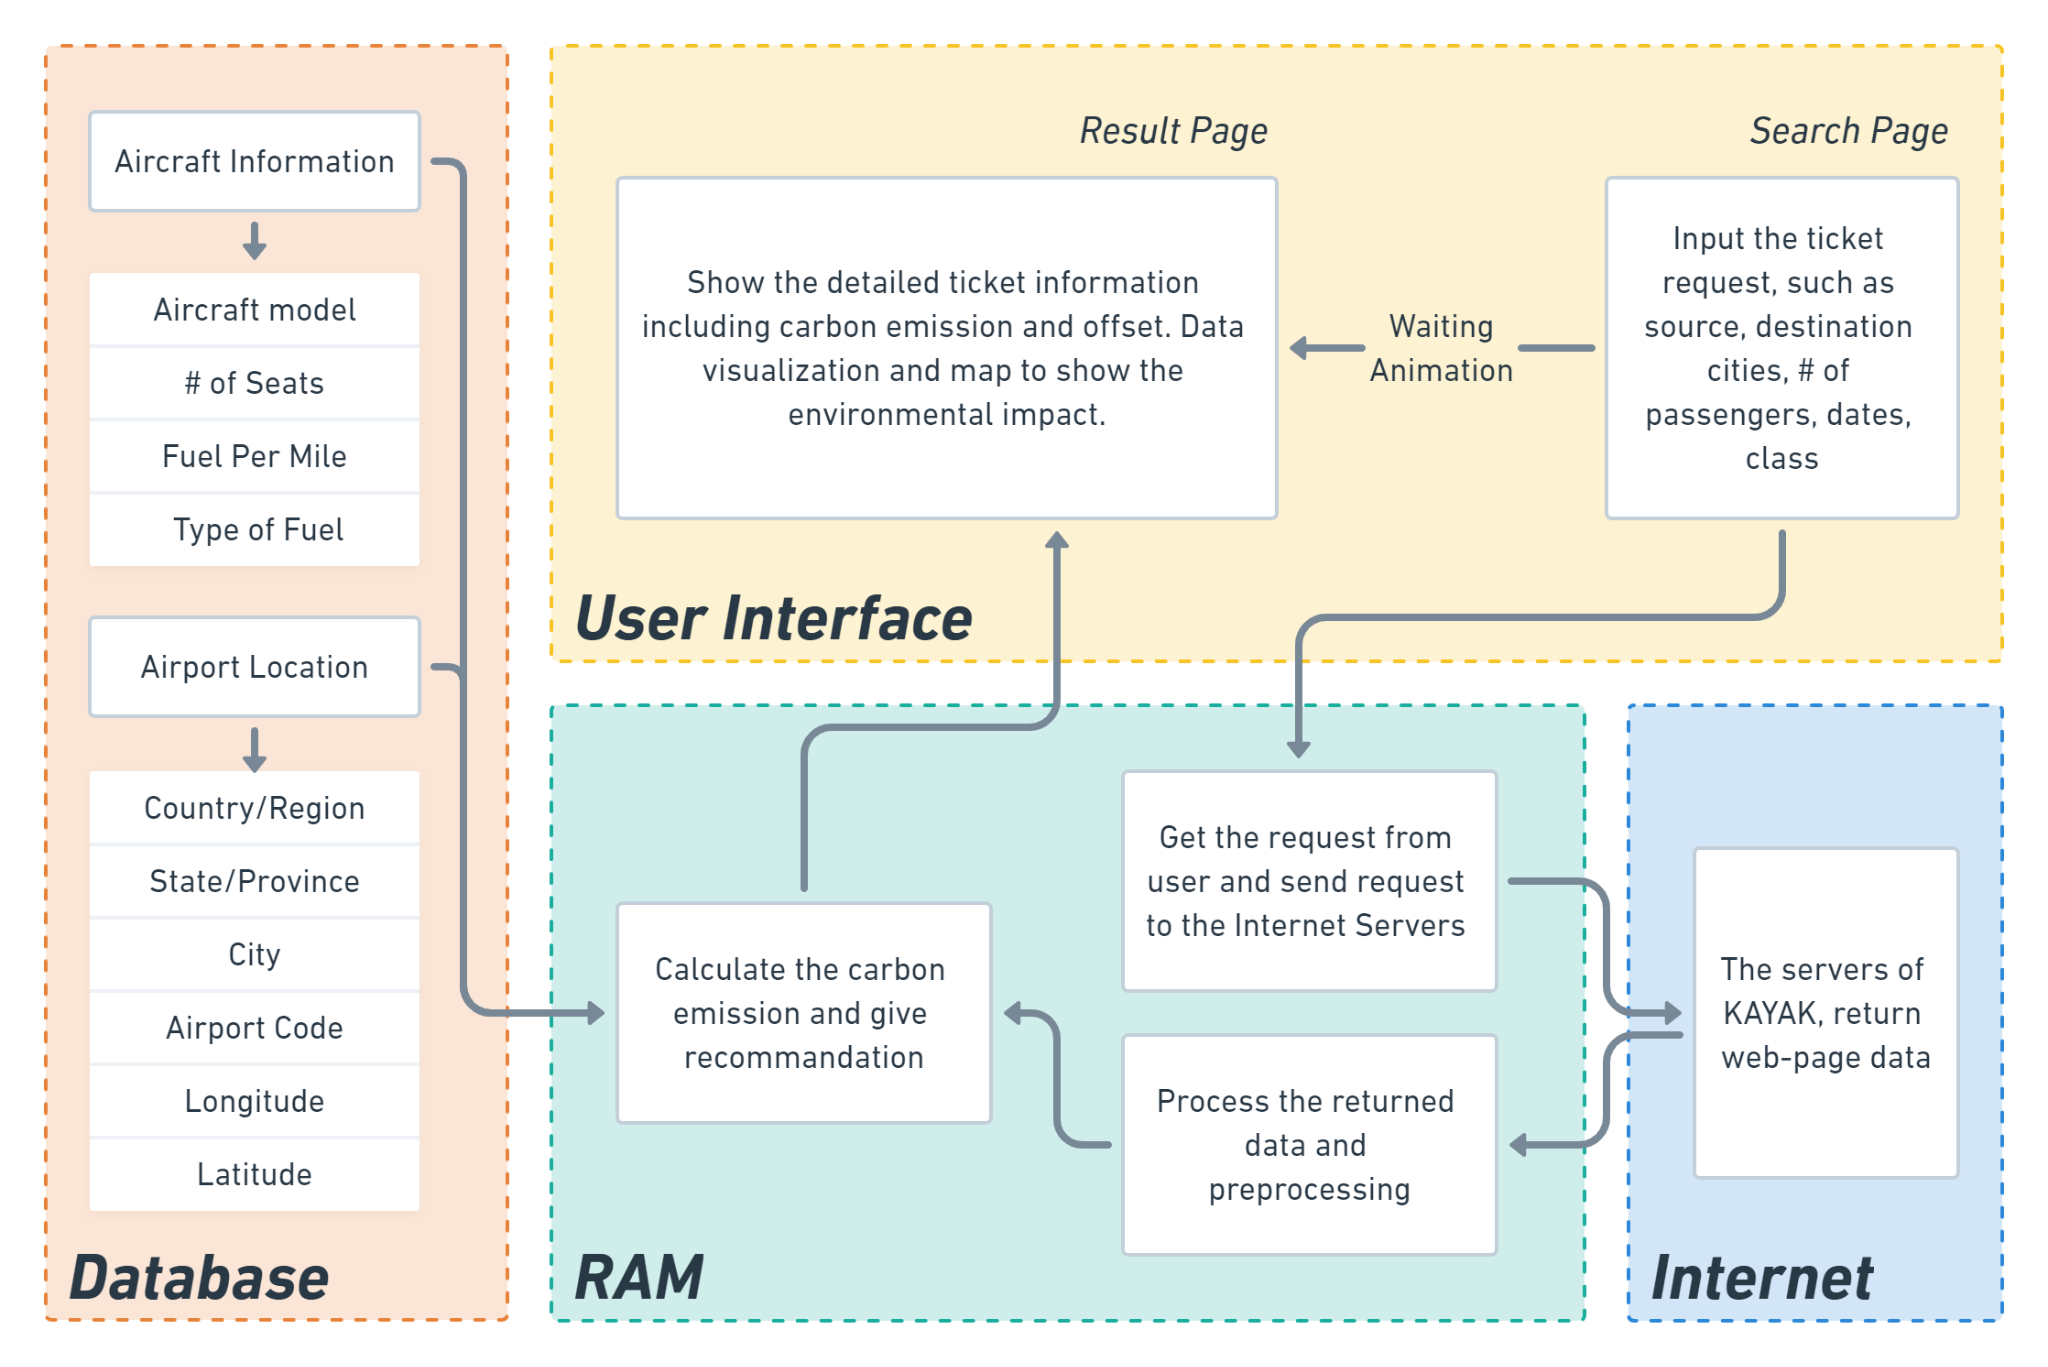 Aircraft Information
Aircraft model
# of Seats
Fuel Per Mile
Type of Fuel
Airport Location
Country/Region
State/Province
City
Airport Code
Longitude
Latitude
Database
Result Page
Show the detailed ticket information
including carbon emission and offset. Data
visualization and map to show the
environmental impact.
Waiting
Animation
Search Page
Input the ticket
request, such as
source, destination
cities, # of
passengers, dates,
class
User Interface
Get the request from
user and send request
to the Internet Servers
Calculate the carbon
emission and give
recommandation
Process the returned
data and
preprocessing
RAM
The servers of
KAYAK, return
web-page data
Internet